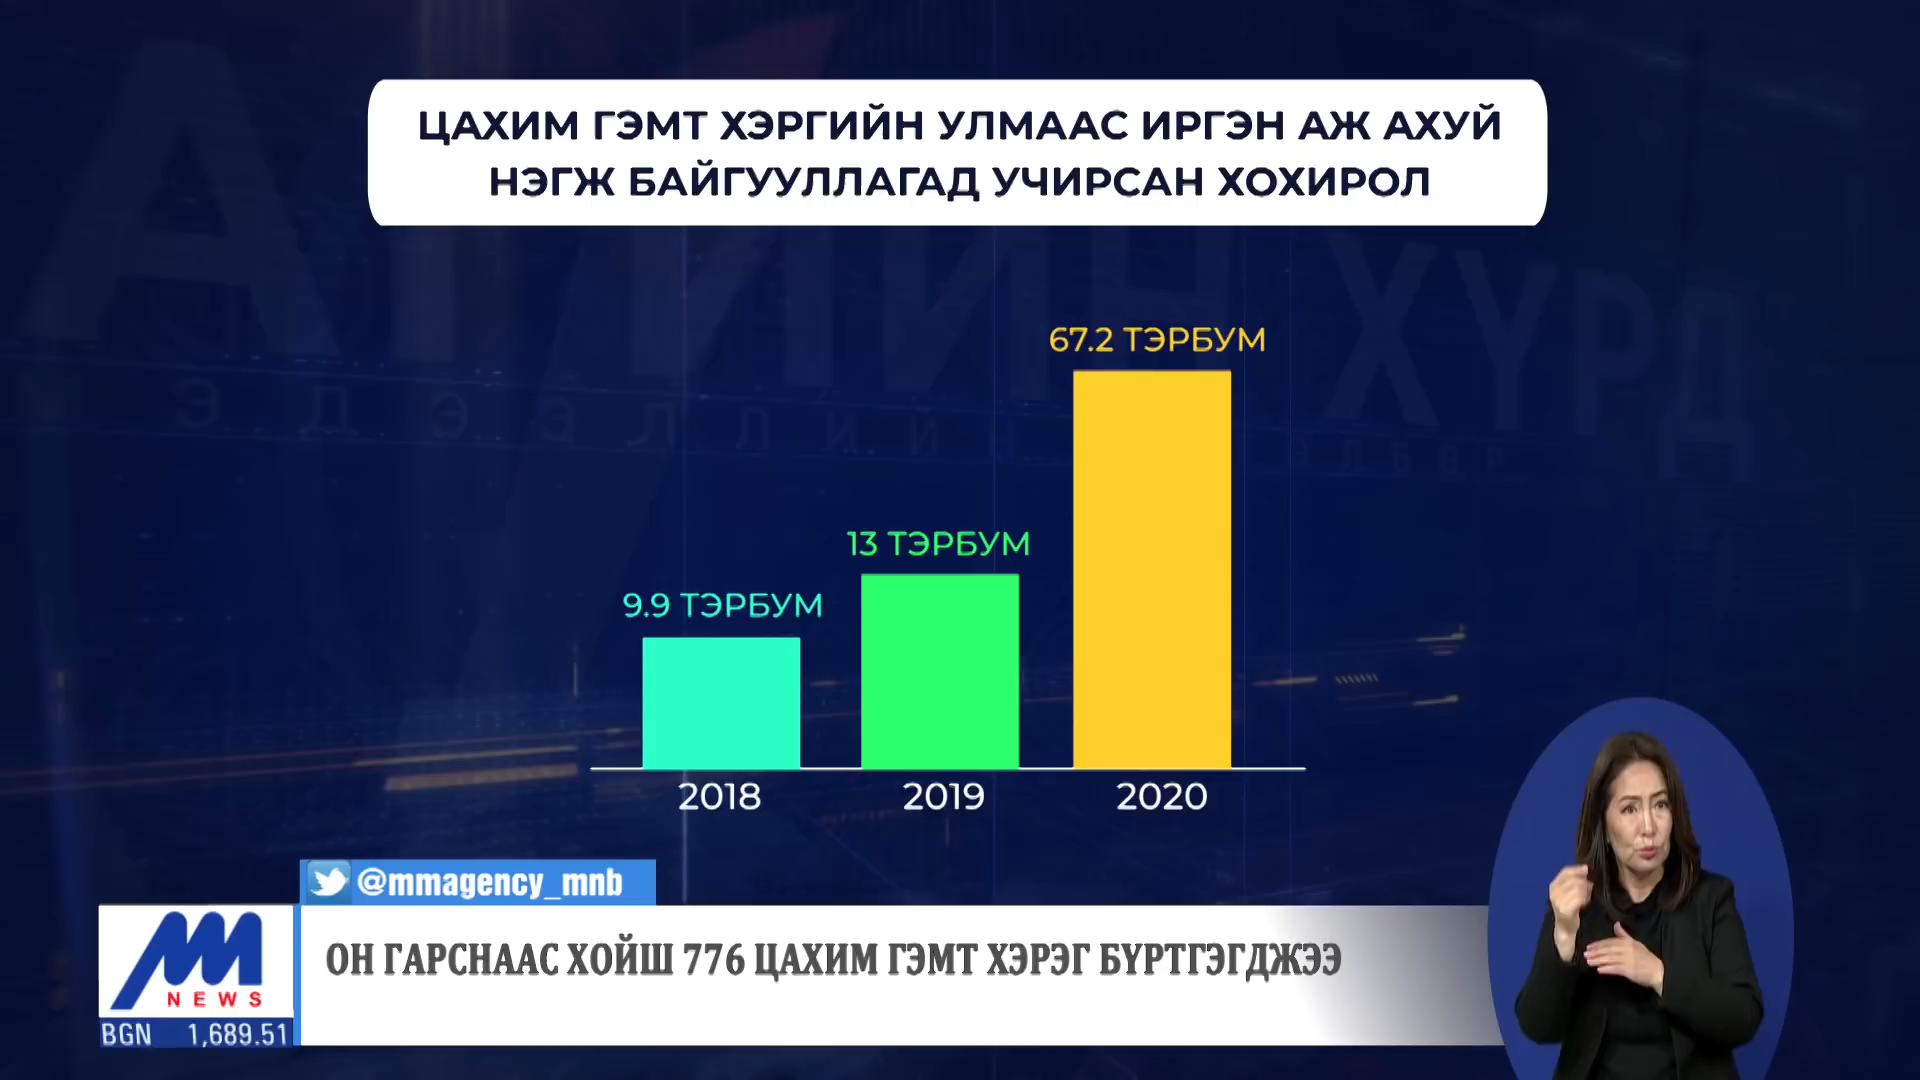 ЦАХИМ ГЭМТ ХЭРГИЙН УЛМААС ИРГЭН АЖ АХУЙ
НЭГЖ БАЙГУУЛЛАГАД УЧИРСАН ХОХИРОЛ
67.2 ТЭРБУМ
13 ТЭРБУМ
9.9 ТЭРБУМ
2018 2019 2020
@mmagency_mnb
ОН ГАРСНААС ХОЙШ 776 ЦАХИМ ГЭМТ ХЭРЭГ БҮРТГЭГДЖЭЭ
MM
NEWS
BGN 1,689.51